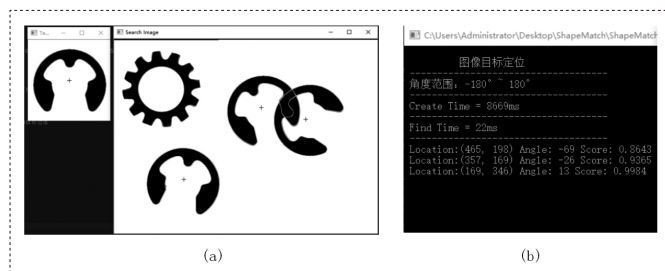 Ta...
Search Image
(a)
C:\Users\Administrator\Desktop\ShapeMatch\ShapeMatch
图像目标定位
角度范围: -180° ~ 180°
Create Time = 8669ms
Find Time = 22ms
Location:(465, 198) Angle: -69 Score: 0.8643
Location:(357, 169) Angle: -26 Score: 0.9365
Location:(169, 346) Angle: 13 Score: 0.9984
(b)